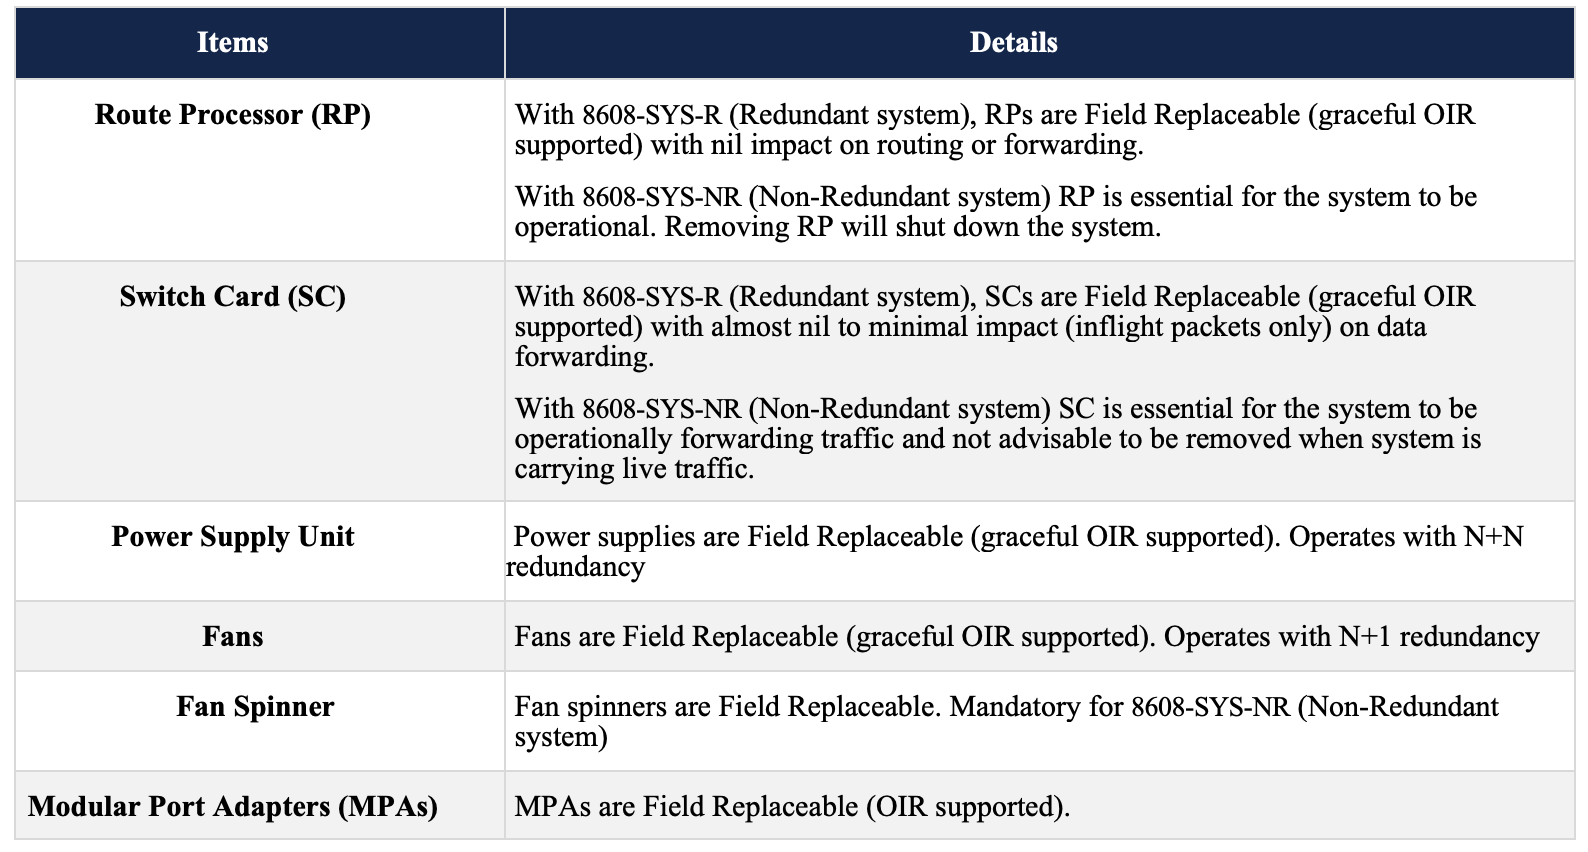 Items
Details
Route Processor (RP)
With 8608-SYS-R (Redundant system), RPs are Field Replaceable (graceful OIR
supported) with nil impact on routing or forwarding.
With 8608-SYS-NR (Non-Redundant system) RP is essential for the system to be
operational. Removing RP will shut down the system.
Switch Card (SC)
With 8608-SYS-R (Redundant system), SCs are Field Replaceable (graceful OIR
supported) with almost nil to minimal impact (inflight packets only) on data
forwarding.
With 8608-SYS-NR (Non-Redundant system) SC is essential for the system to be
operationally forwarding traffic and not advisable to be removed when system is
carrying live traffic.
Power Supply Unit
Power supplies are Field Replaceable (graceful OIR supported). Operates with N+N
redundancy
Fans
Fans are Field Replaceable (graceful OIR supported). Operates with N+1 redundancy
Fan Spinner
Fan spinners are Field Replaceable. Mandatory for 8608-SYS-NR (Non-Redundant
system)
Modular Port Adapters (MPAs)
MPAs are Field Replaceable (OIR supported).